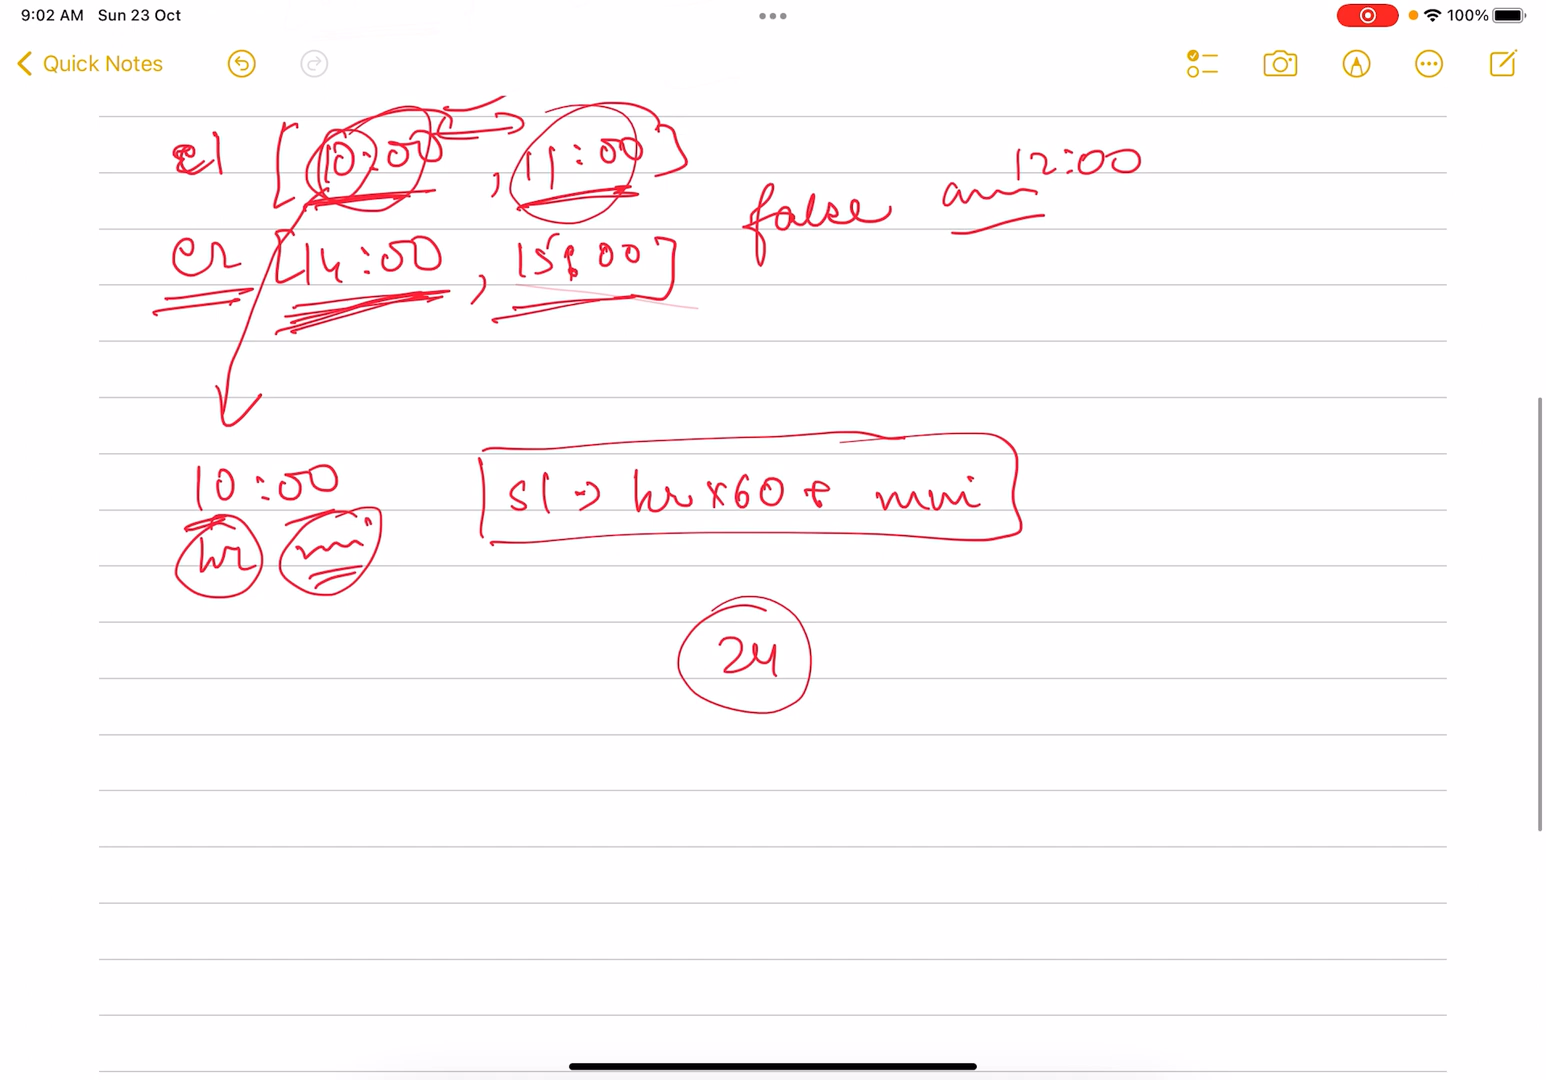 9:02 AM Sun 23 Oct
100%
Quick Notes
e1 [10:00, 11:00]
12:00
false ans
e2 [14:00, 15:00]
10:00
s1 → hr x 60 + min
hr min
24